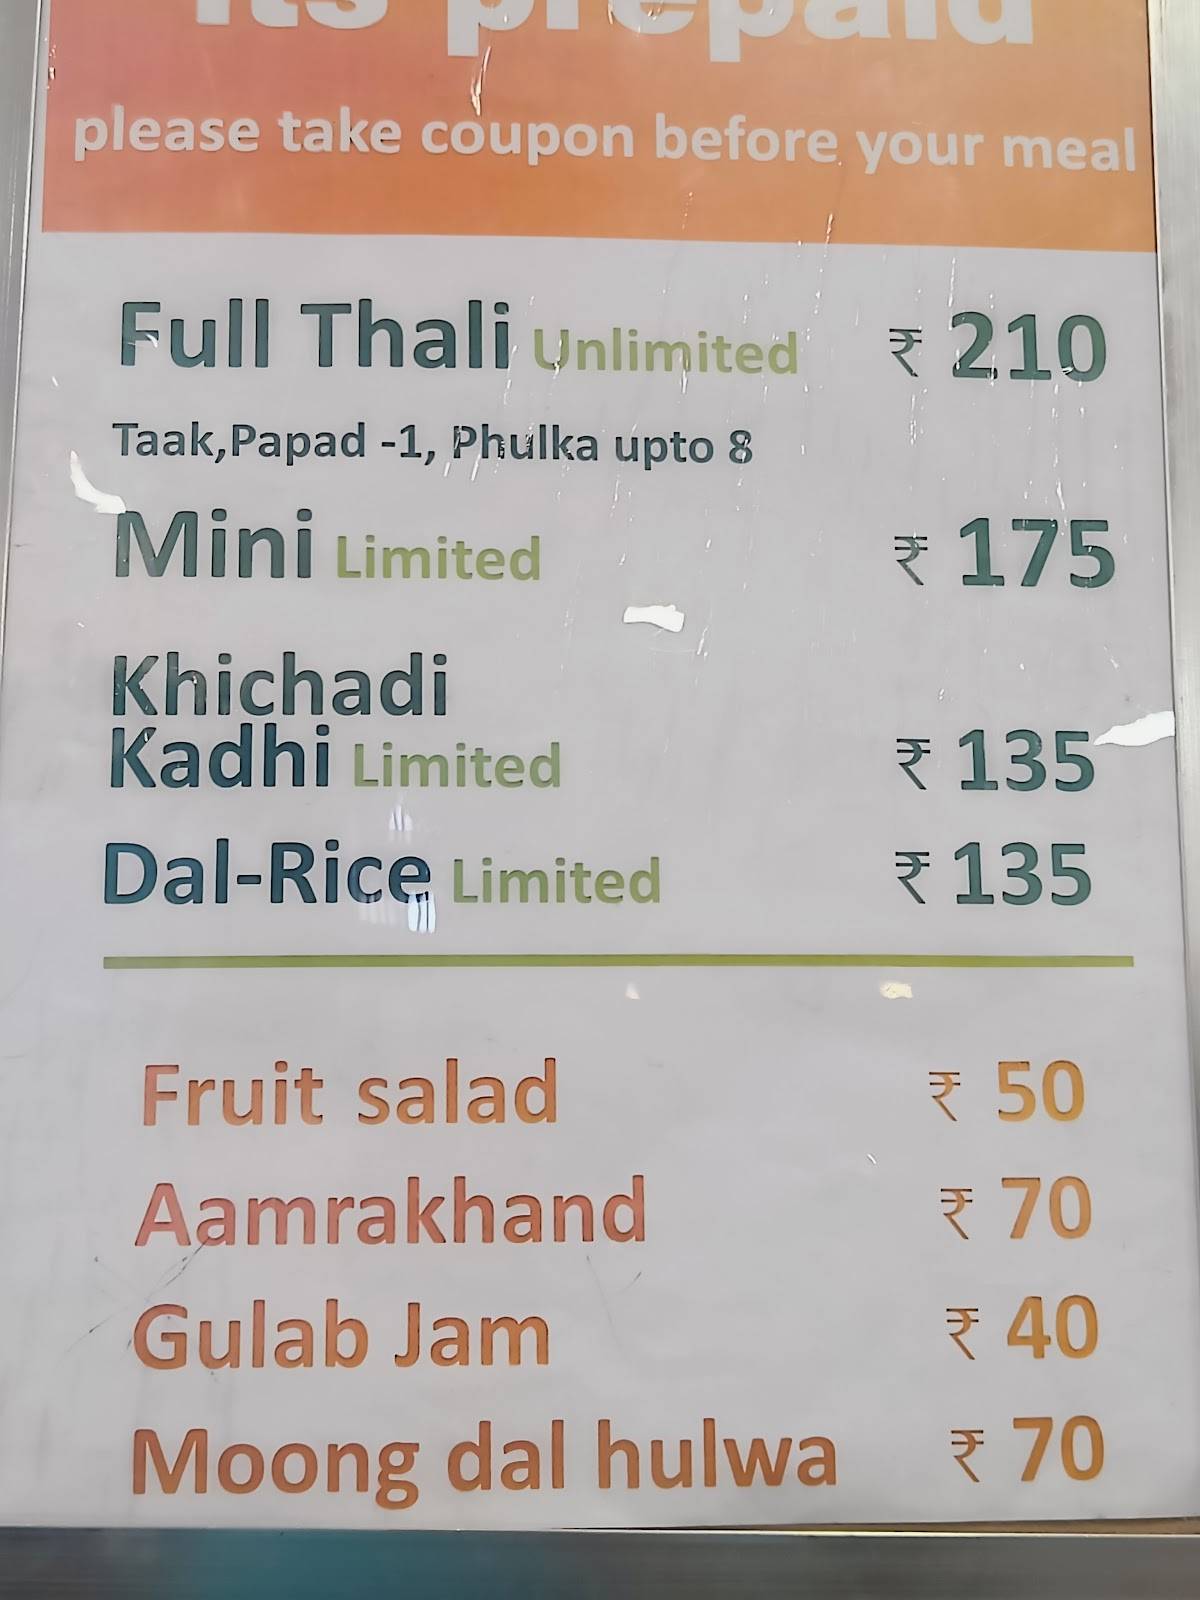 its prepaid
please take coupon before your meal
Full Thali Unlimited ₹ 210
Taak,Papad -1, Phulka upto 8
Mini Limited ₹ 175
Khichadi
Kadhi Limited ₹ 135
Dal-Rice Limited ₹ 135
Fruit salad ₹ 50
Aamrakhand ₹ 70
Gulab Jam ₹ 40
Moong dal hulwa ₹ 70